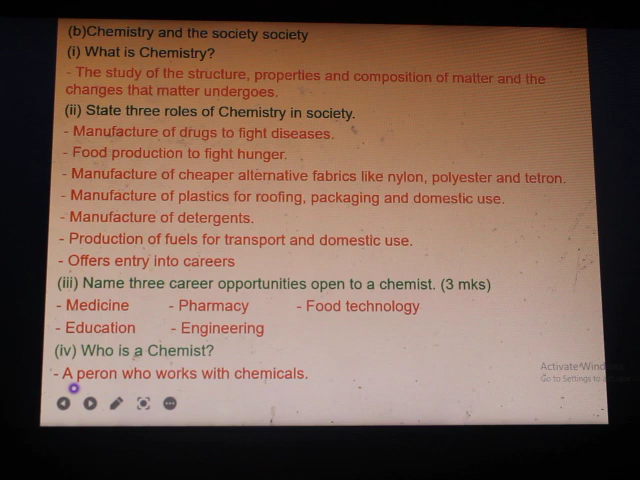 (b)Chemistry and the society society
(i) What is Chemistry?
- The study of the structure, properties and composition of matter and the
changes that matter undergoes.
(ii) State three roles of Chemistry in society.
- Manufacture of drugs to fight diseases.
- Food production to fight hunger.
- Manufacture of cheaper alternative fabrics like nylon, polyester and tetron.
- Manufacture of plastics for roofing, packaging and domestic use.
- Manufacture of detergents.
- Production of fuels for transport and domestic use.
- Offers entry into careers
(iii) Name three career opportunities open to a chemist. (3 mks)
- Medicine - Pharmacy - Food technology
- Education - Engineering
(iv) Who is a Chemist?
- A peron who works with chemicals.
Activate
Go to Settings to